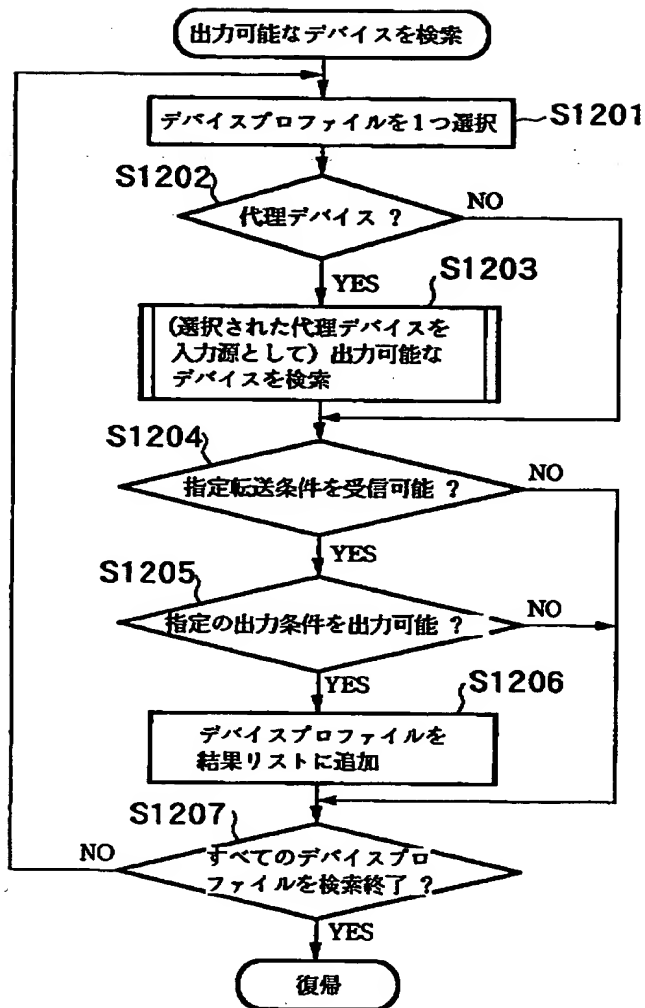 出力可能なデバイスを検索
デバイスプロファイルを1つ選択
S1201
S1202
代理デバイス ?
NO
YES
S1203
(選択された代理デバイスを
入力源として) 出力可能な
デバイスを検索
S1204
指定転送条件を受信可能 ?
NO
YES
S1205
指定の出力条件を出力可能 ?
NO
YES
S1206
デバイスプロファイルを
結果リストに追加
S1207
NO
すべてのデバイスプロ
ファイルを検索終了 ?
YES
復帰